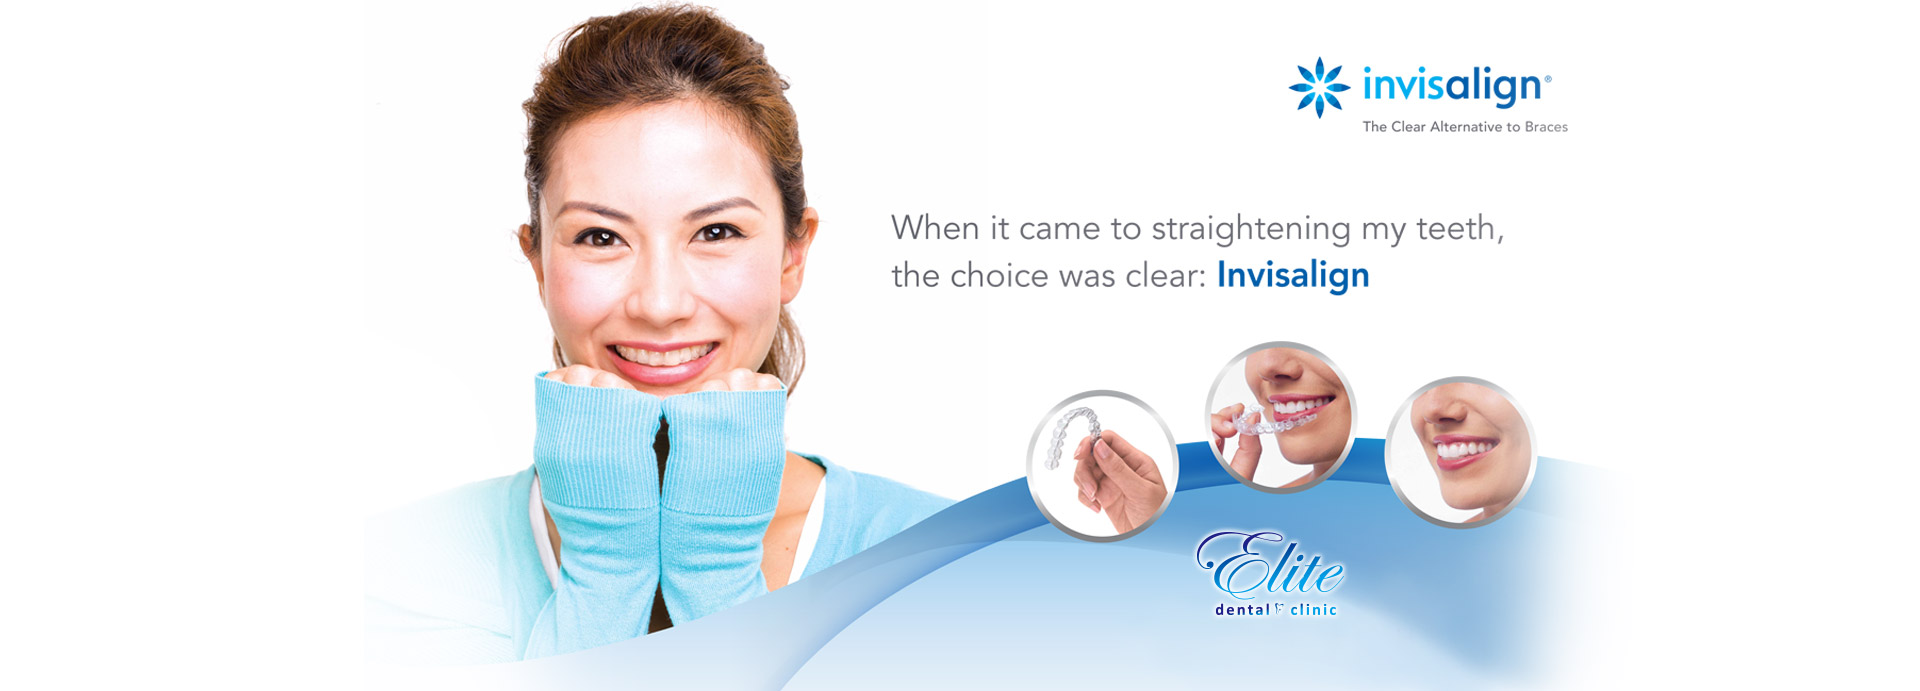 invisalign®
The Clear Alternative to Braces
When it came to straightening my teeth,
the choice was clear: Invisalign
Elite
dental clinic